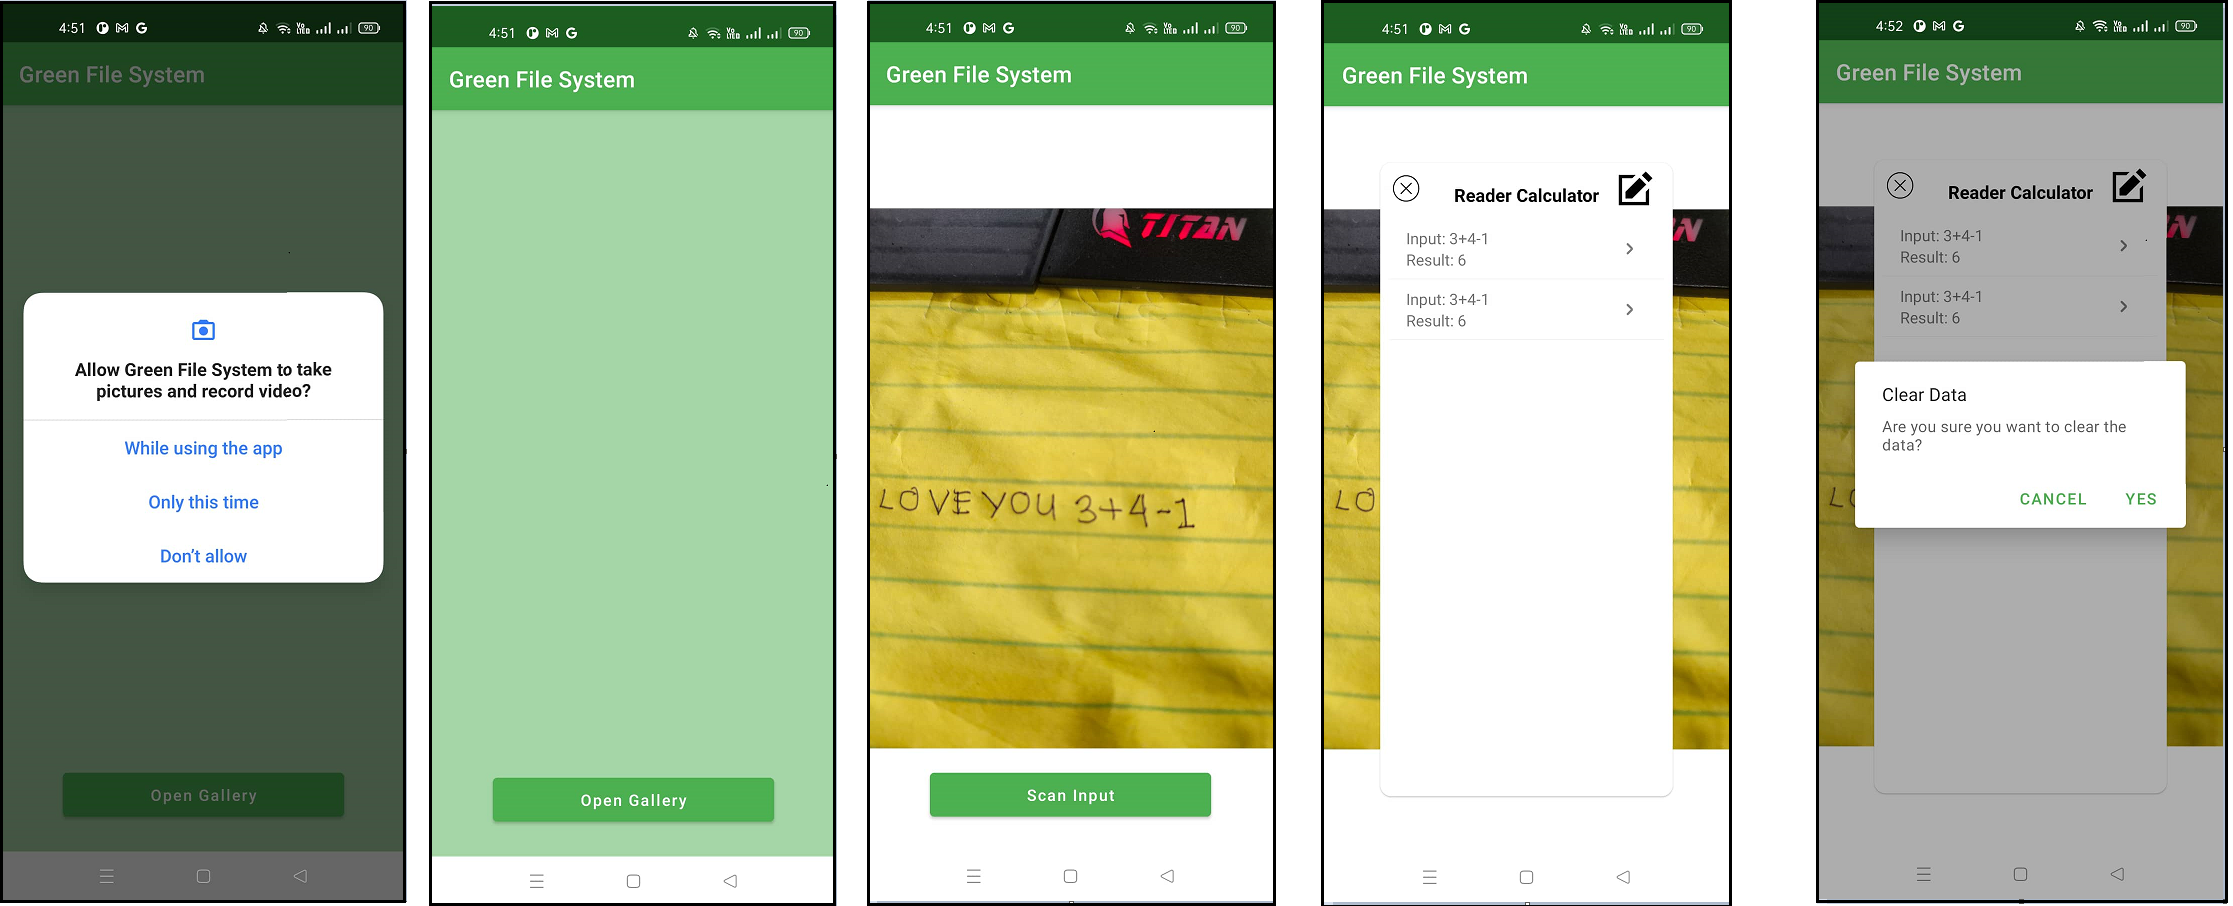 4:51
90
Green File System
Allow Green File System to take
pictures and record video?
While using the app
Only this time
Don't allow
Open Gallery
4:51
90
Green File System
Open Gallery
4:51
90
Green File System
TITAN
LOVE YOU 3+4-1
Scan Input
4:51
90
Green File System
Reader Calculator
Input: 3+4-1
Result: 6
Input: 3+4-1
Result: 6
N
LO
4:52
90
Green File System
Reader Calculator
Input: 3+4-1
Result: 6
Input: 3+4-1
Result: 6
N
Clear Data
Are you sure you want to clear the
data?
CANCEL YES
LO